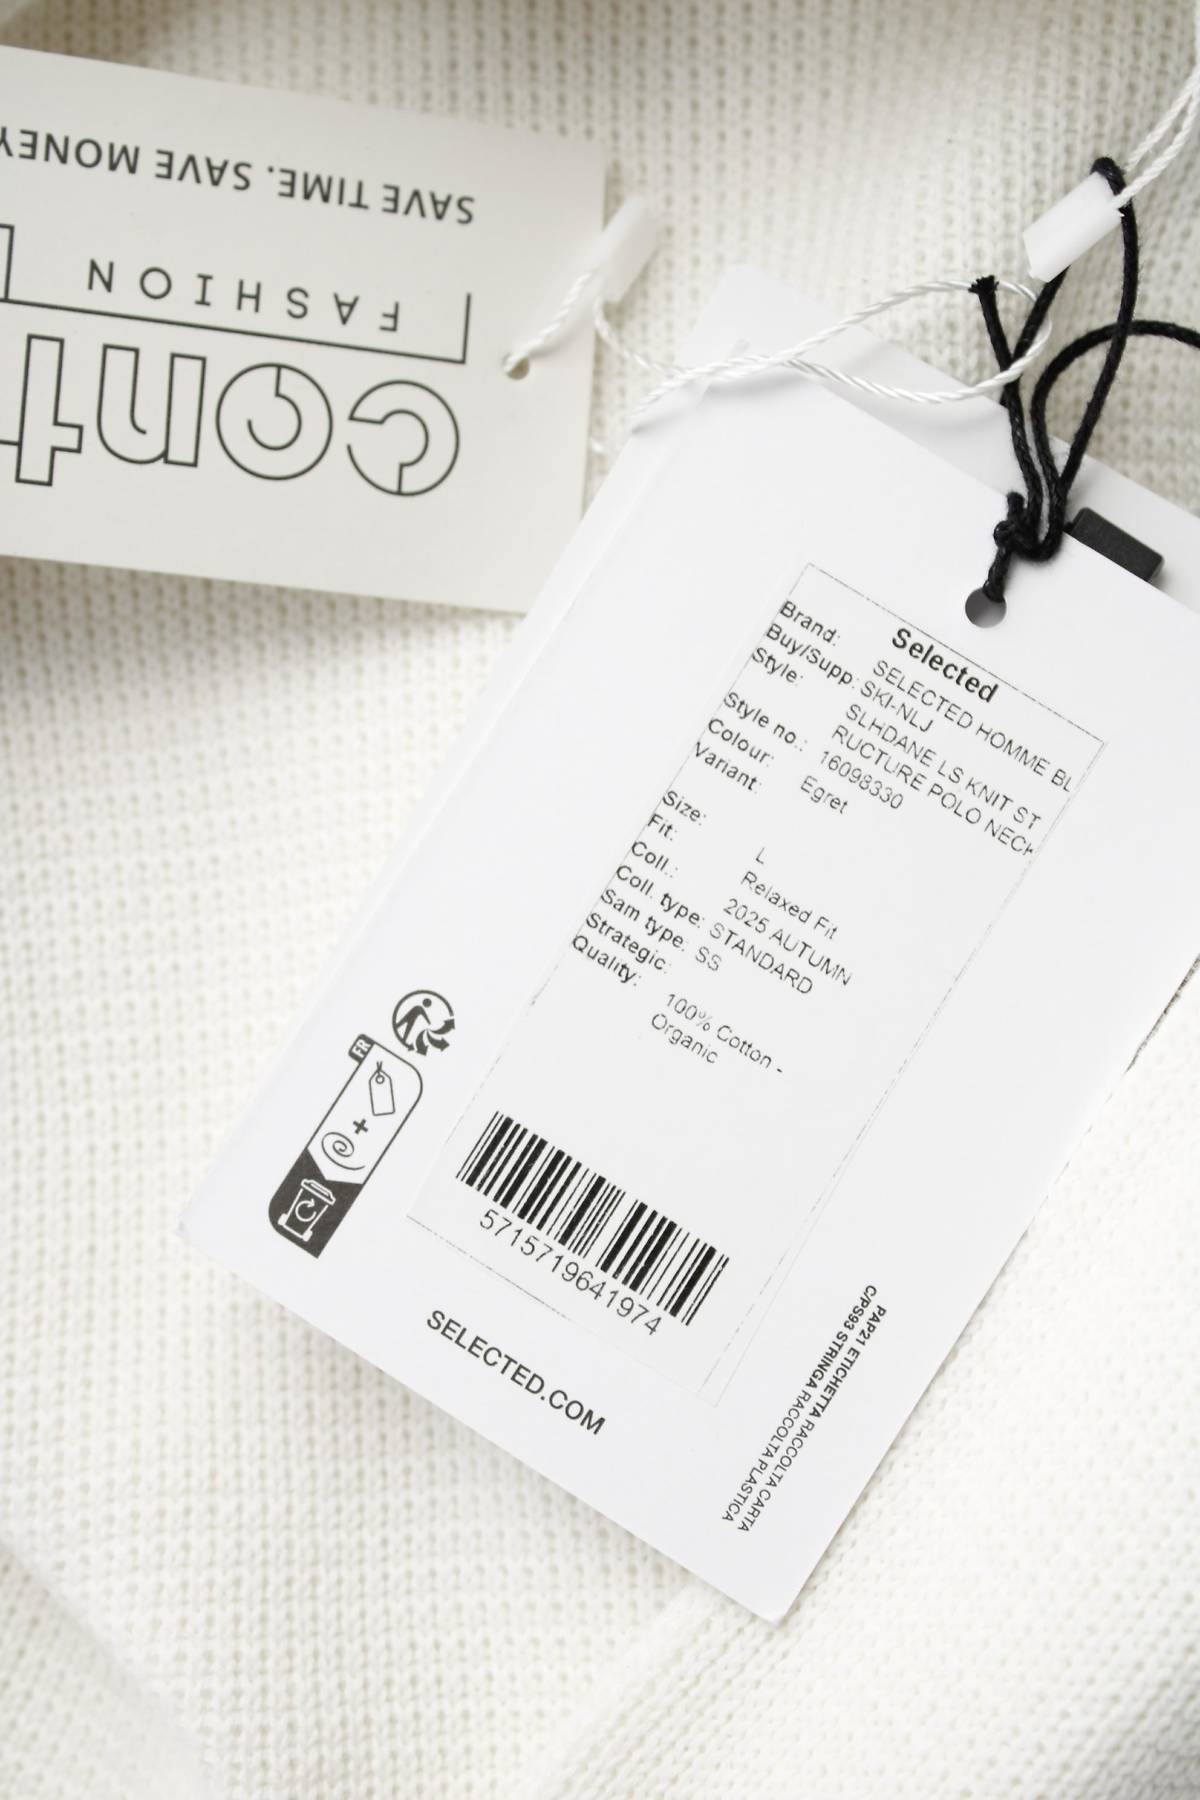 SAVE TIME. SAVE MONEY
FASHION
cont
Selected
Brand: SELECTED HOMME BL
Buy/Supp: SKI-NLJ
Style: SLHDANE LS KNIT ST
RUCTURE POLO NECK
Style no.: 16098330
Colour: Egret
Variant:
Size: L
Fit: Relaxed Fit
Coll.: 2025 AUTUMN
Coll. type: STANDARD
Sam type: SS
Strategic:
Quality: 100% Cotton -
Organic
5715719641974
FR
SELECTED.COM
PAP21 ETICHETTA RACCOLTA CARTA
C/PS93 STRINGA RACCOLTA PLASTICA